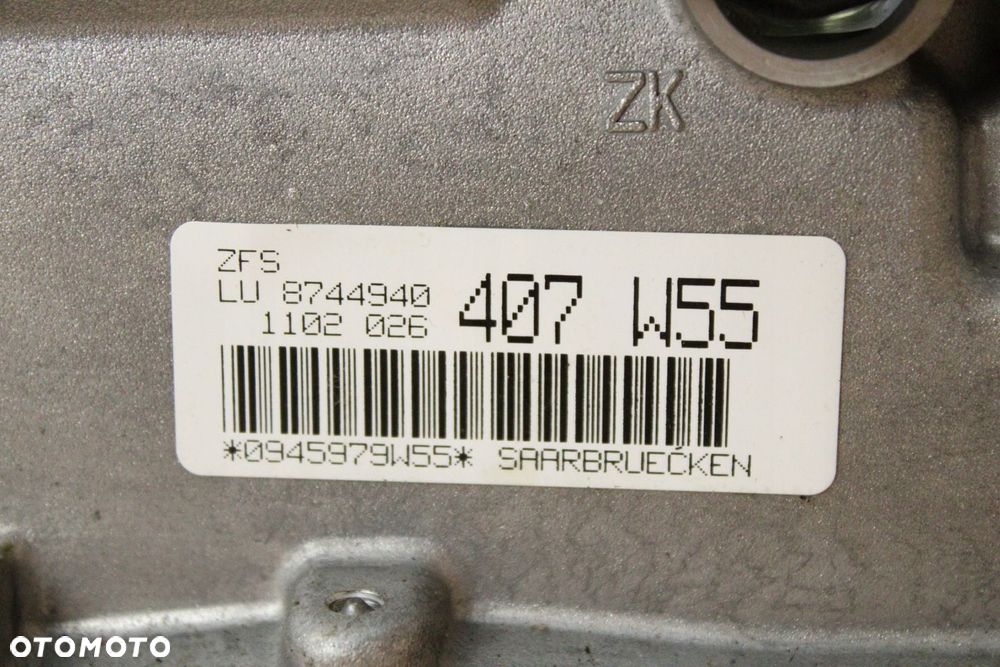 ZK
ZFS
LU 8744940
1102 026
407 W55
*0945979W55* SAARBRUECKEN
OTOMOTO